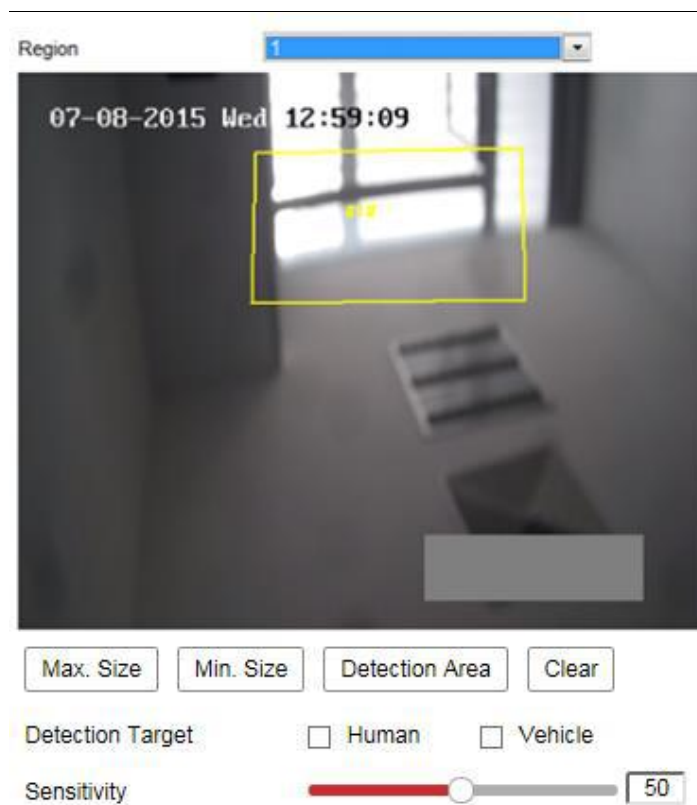 Region 1
07-08-2015 Wed 12:59:09
#1#
Max. Size Min. Size Detection Area Clear
Detection Target Human Vehicle
Sensitivity 50